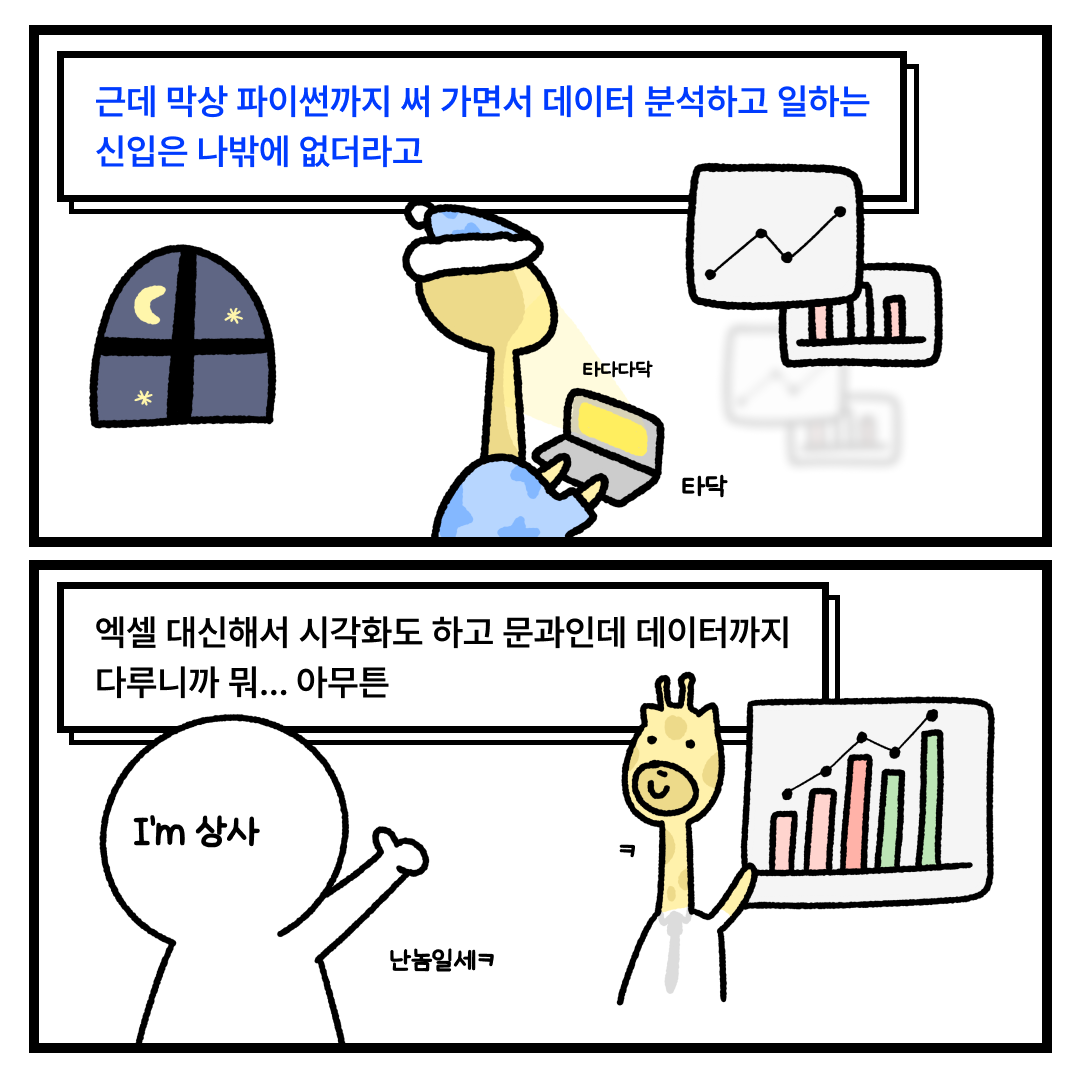 근데 막상 파이썬까지 써 가면서 데이터 분석하고 일하는
신입은 나밖에 없더라고
타다다닥
타닥
엑셀 대신해서 시각화도 하고 문과인데 데이터까지
다루니까 뭐... 아무튼
I'm 상사
ㅋ
난놈일세ㅋ